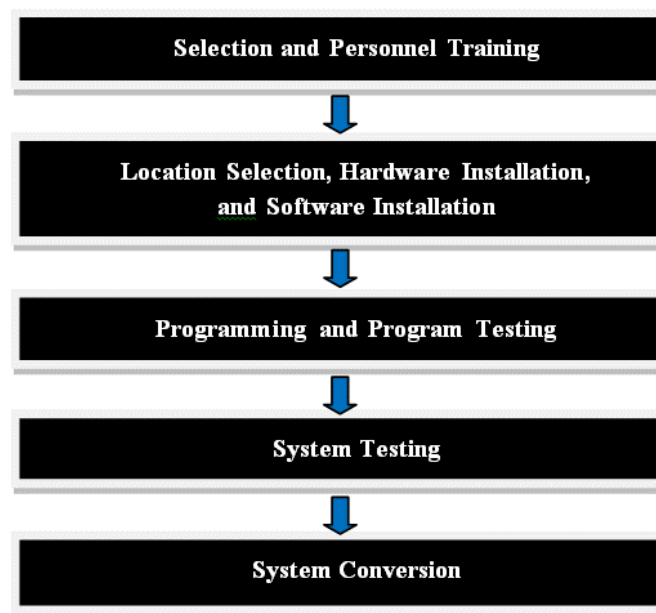 Selection and Personnel Training
Location Selection, Hardware Installation,
and Software Installation
Programming and Program Testing
System Testing
System Conversion